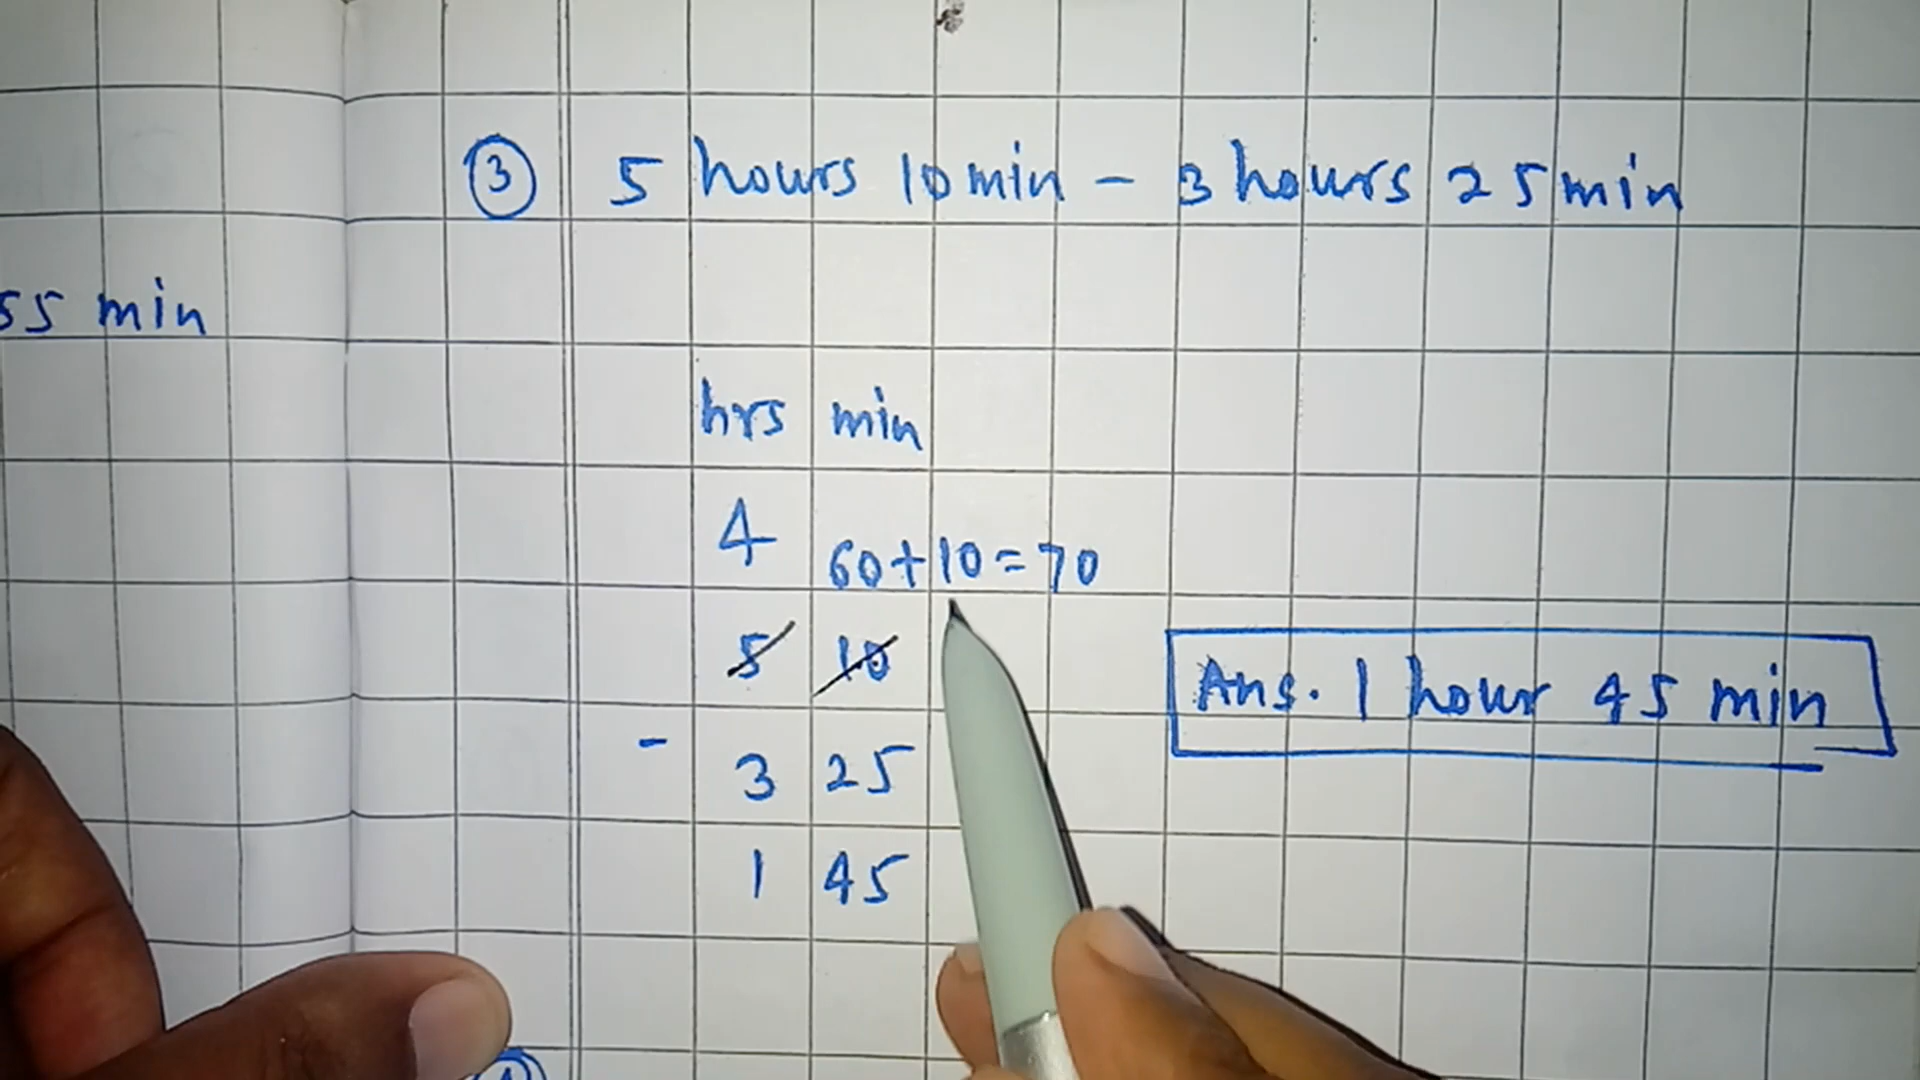 ③ 5 hours 10 min - 3 hours 25 min
55 min
hrs min
4 60+10=70
5 10
- 3 25
1 45
Ans. 1 hour 45 min